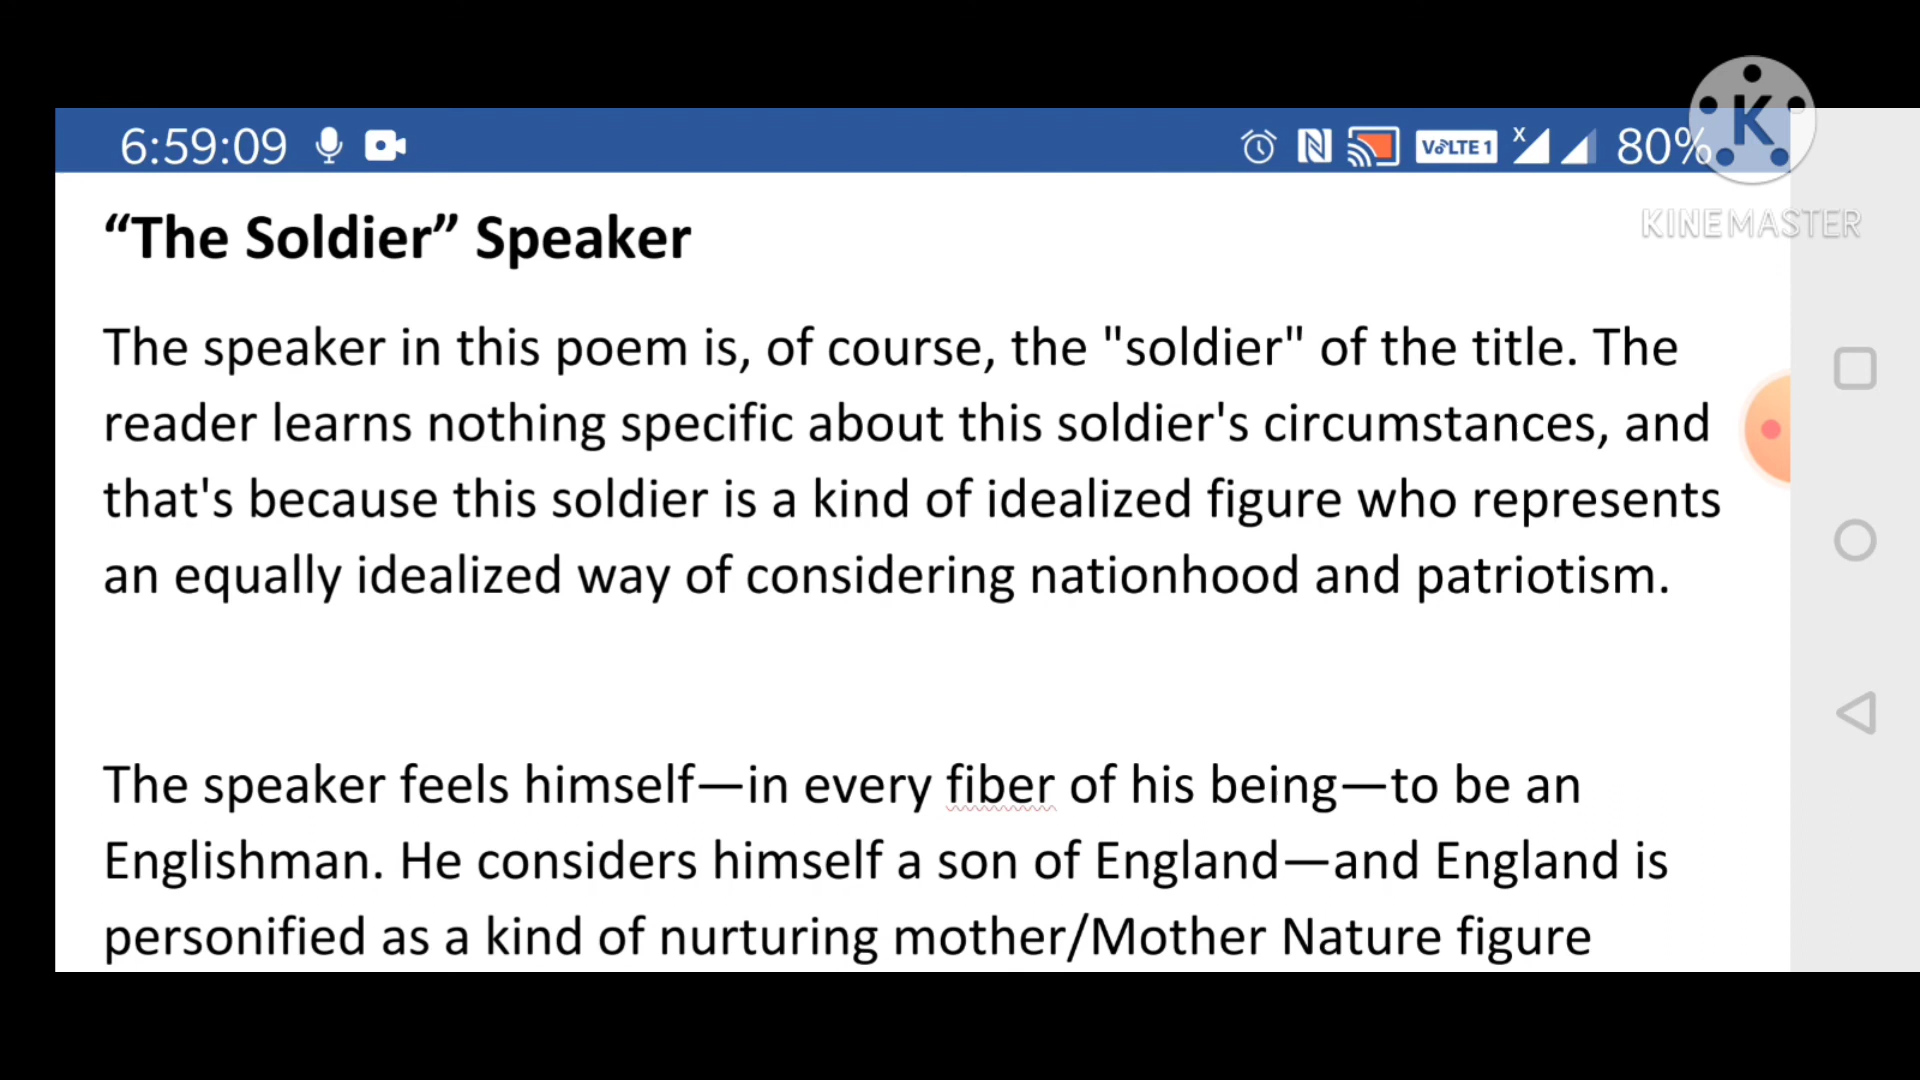 6:59:09 VoLTE 1 x 80% K
KINEMASTER
“The Soldier” Speaker
The speaker in this poem is, of course, the "soldier" of the title. The
reader learns nothing specific about this soldier's circumstances, and
that's because this soldier is a kind of idealized figure who represents
an equally idealized way of considering nationhood and patriotism.
The speaker feels himself—in every fiber of his being—to be an
Englishman. He considers himself a son of England—and England is
personified as a kind of nurturing mother/Mother Nature figure